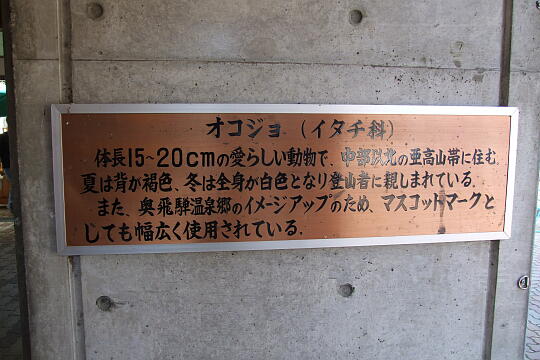 オコジョ（イタチ科）
体長15~20cmの愛らしい動物で、中部以北の亜高山帯に住む。
夏は背が褐色、冬は全身が白色となり登山者に親しまれている。
また、奥飛騨温泉郷のイメージアップのため、マスコットマークと
しても幅広く使用されている。